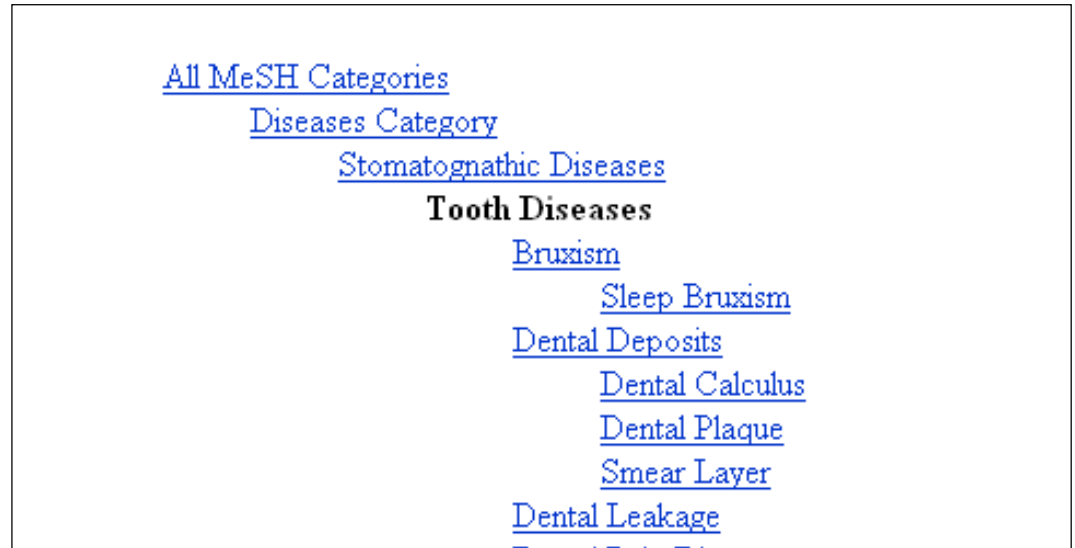 All MeSH Categories
Diseases Category
Stomatognathic Diseases
Tooth Diseases
Bruxism
Sleep Bruxism
Dental Deposits
Dental Calculus
Dental Plaque
Smear Layer
Dental Leakage